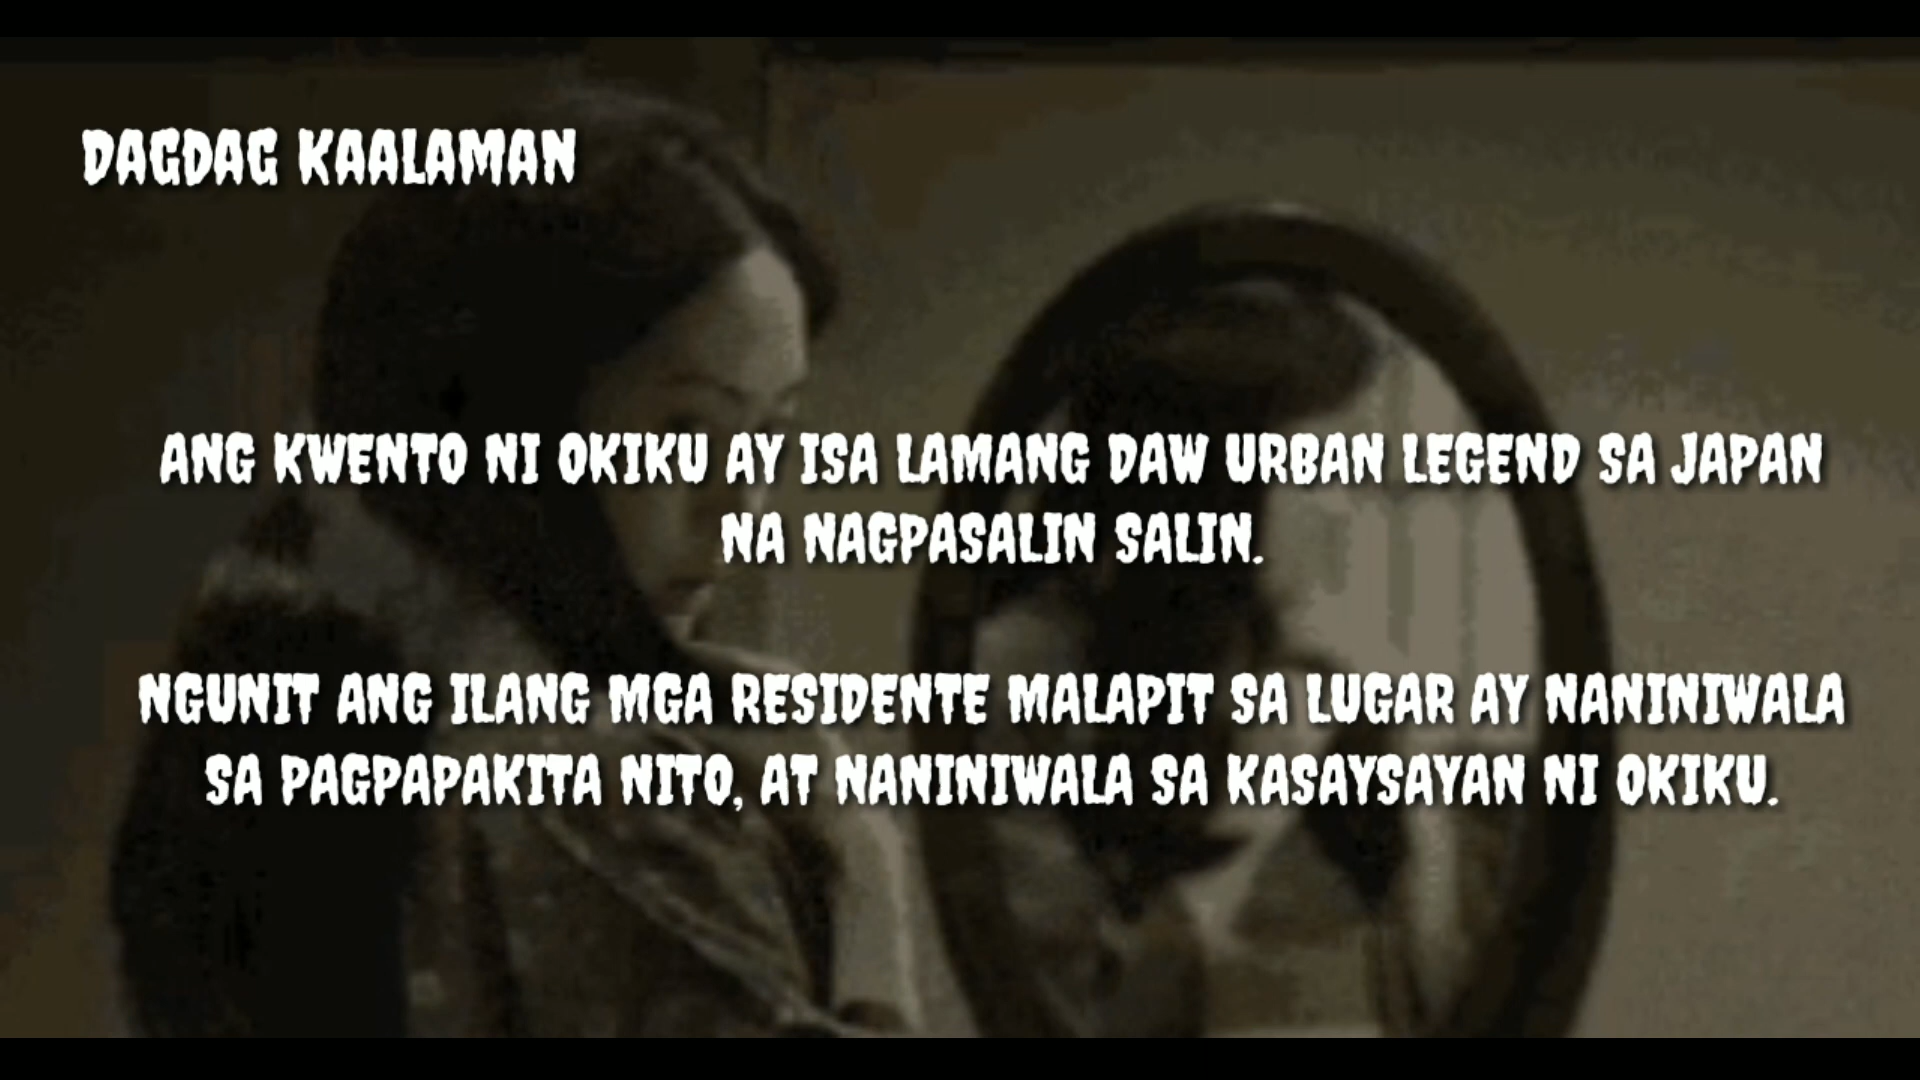 DAGDAG KAALAMAN
ANG KWENTO NI OKIKU AY ISA LAMANG DAW URBAN LEGEND SA JAPAN
NA NAGPASALIN SALIN.
NGUNIT ANG ILANG MGA RESIDENTE MALAPIT SA LUGAR AY NANINIWALA
SA PAGPAPAKITA NITO, AT NANINIWALA SA KASAYSAYAN NI OKIKU.